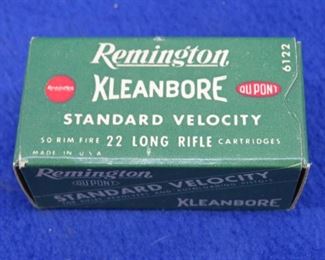 Remington
6122
Remington
KLEANBORE
DU PONT
STANDARD VELOCITY
50 RIM FIRE 22 LONG RIFLE CARTRIDGES
MADE IN U.S.A
Remington
DU PONT
STANDARD VELOCITY
KLEANBORE